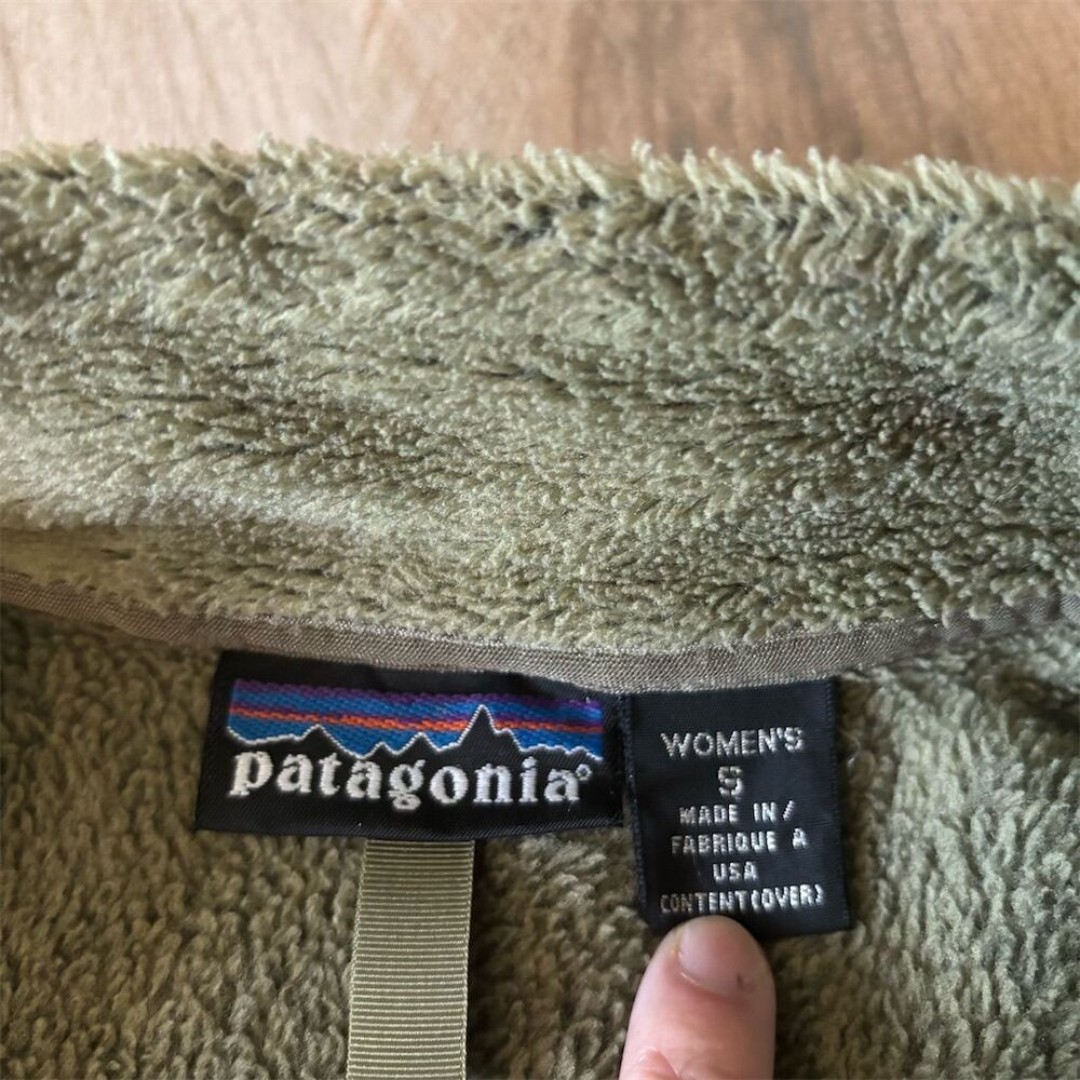 patagonia®
WOMEN'S
S
MADE IN/
FABRIQUE A
USA
CONTENT(OVER)